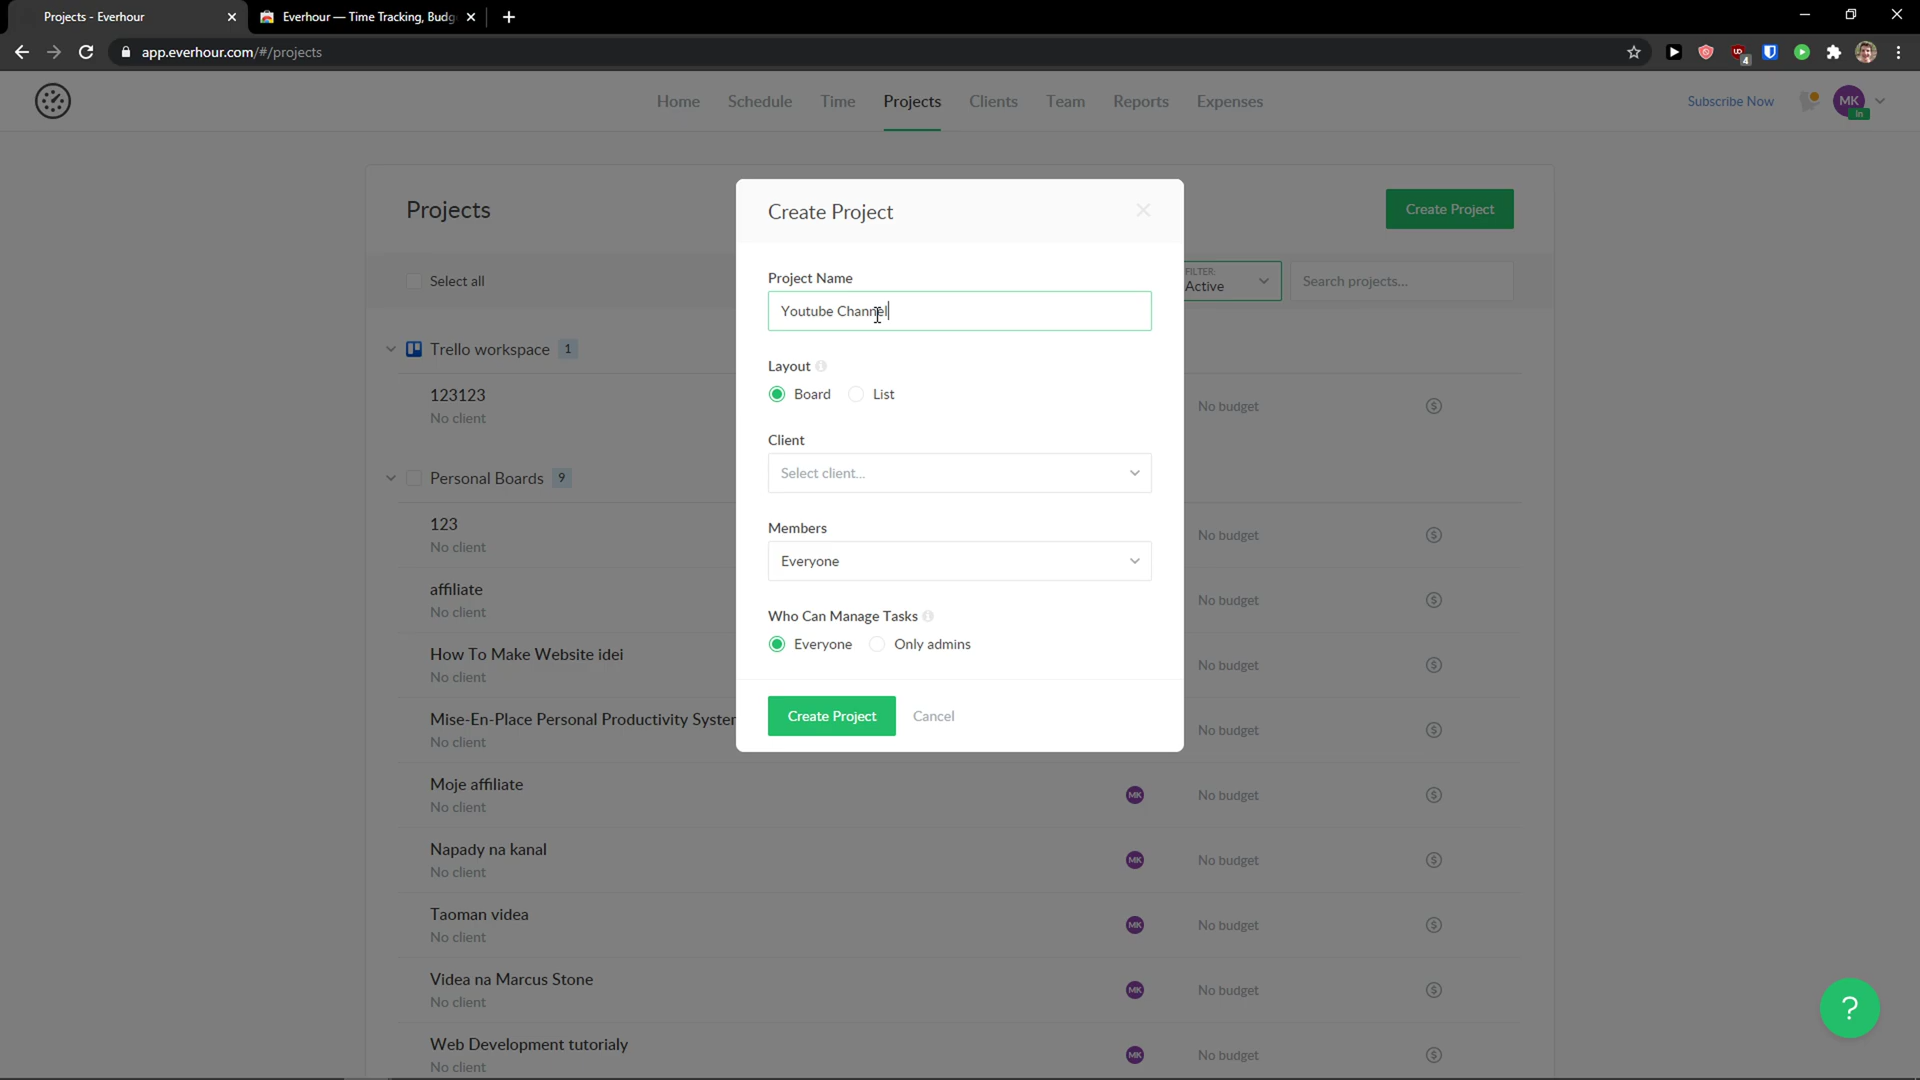 Projects - Everhour
Everhour — Time Tracking, Budg
app.everhour.com/#/projects
4
Home Schedule Time Projects Clients Team Reports Expenses
Subscribe Now
MK
In
Projects
Create Project
Select all
FILTER:
Active
Search projects...
Trello workspace 1
123123
No client
No budget
Personal Boards 9
123
No client
No budget
affiliate
No client
No budget
How To Make Website idei
No client
No budget
Mise-En-Place Personal Productivity System
No client
No budget
Moje affiliate
No client
MK
No budget
Napady na kanal
No client
MK
No budget
Taoman videa
No client
MK
No budget
Videa na Marcus Stone
No client
MK
No budget
Web Development tutorialy
No client
MK
No budget
Create Project
Project Name
Youtube Channel
Layout
Board List
Client
Select client...
Members
Everyone
Who Can Manage Tasks
Everyone Only admins
Create Project Cancel
?